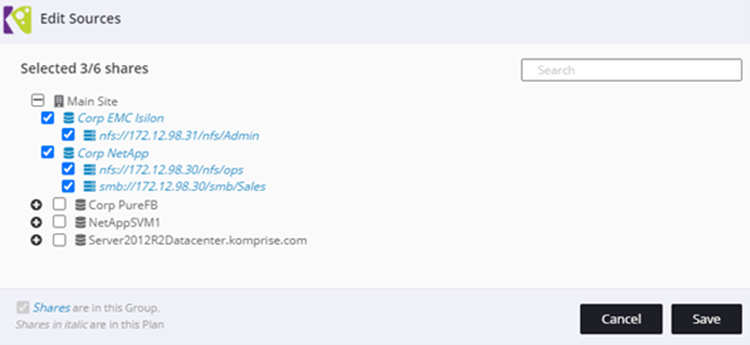 Edit Sources
Selected 3/6 shares
Search
Main Site
Corp EMC Isilon
nfs://172.12.98.31/nfs/Admin
Corp NetApp
nfs://172.12.98.30/nfs/ops
smb://172.12.98.30/smb/Sales
Corp PureFB
NetAppSVM1
Server2012R2Datacenter.komprise.com
Shares are in this Group.
Shares in italic are in this Plan
Cancel Save